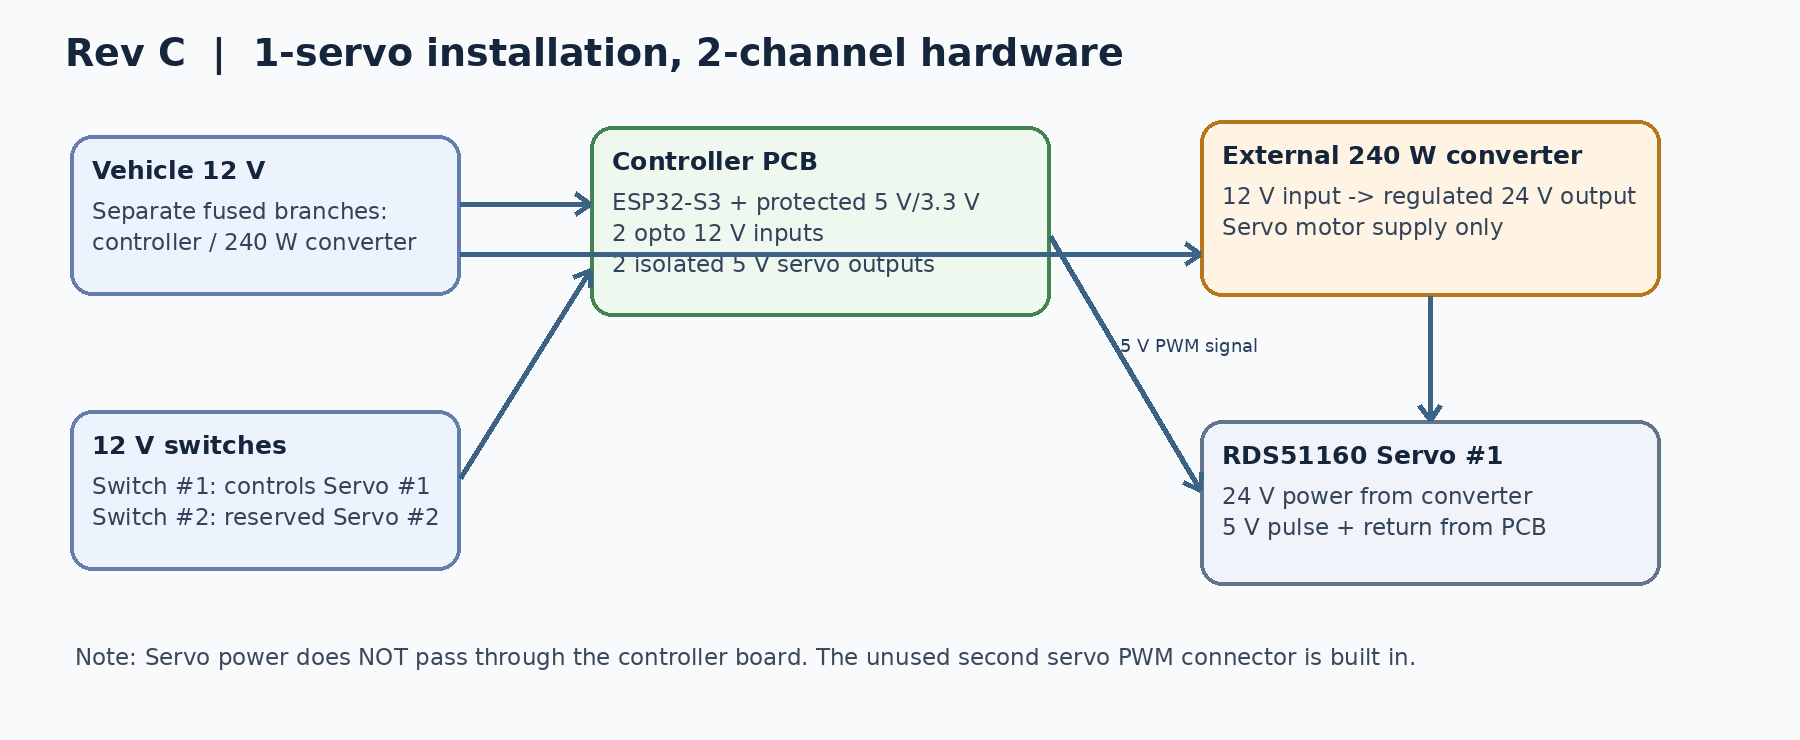 Rev C | 1-servo installation, 2-channel hardware
Vehicle 12 V
Separate fused branches:
controller / 240 W converter
Controller PCB
ESP32-S3 + protected 5 V/3.3 V
2 opto 12 V inputs
2 isolated 5 V servo outputs
External 240 W converter
12 V input -> regulated 24 V output
Servo motor supply only
5 V PWM signal
12 V switches
Switch #1: controls Servo #1
Switch #2: reserved Servo #2
RDS51160 Servo #1
24 V power from converter
5 V pulse + return from PCB
Note: Servo power does NOT pass through the controller board. The unused second servo PWM connector is built in.